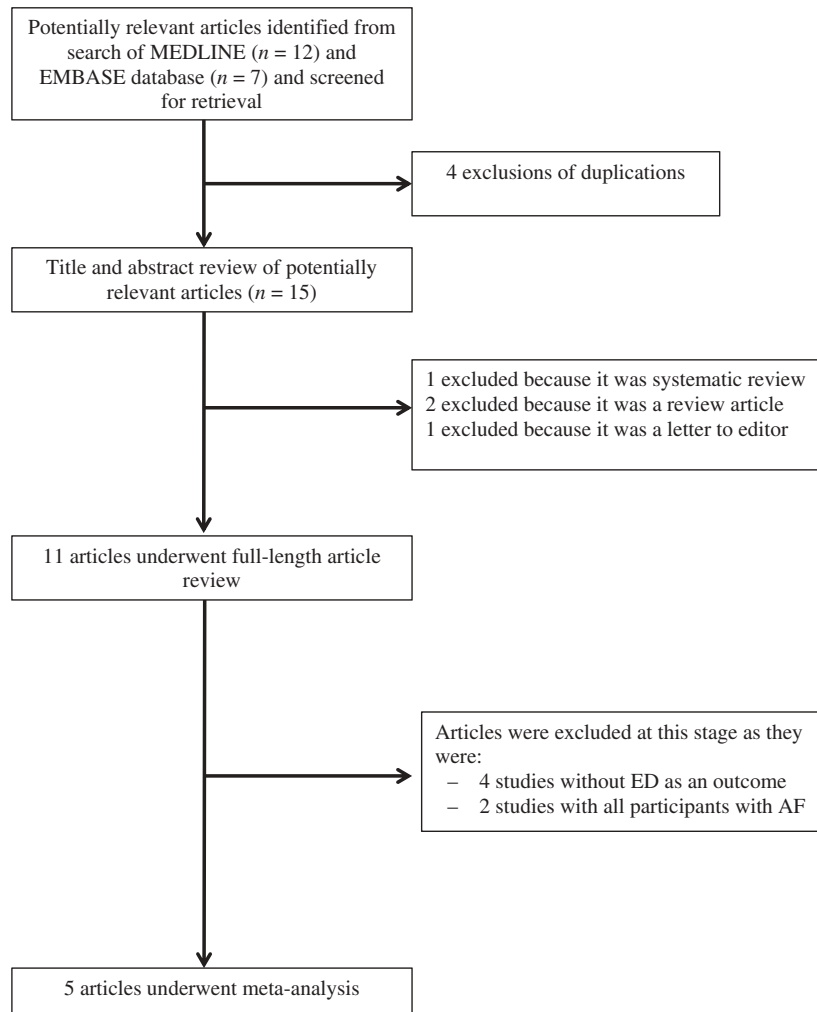 Potentially relevant articles identified from
search of MEDLINE (n = 12) and
EMBASE database (n = 7) and screened
for retrieval
4 exclusions of duplications
Title and abstract review of potentially
relevant articles (n = 15)
1 excluded because it was systematic review
2 excluded because it was a review article
1 excluded because it was a letter to editor
11 articles underwent full-length article
review
Articles were excluded at this stage as they
were:
– 4 studies without ED as an outcome
– 2 studies with all participants with AF
5 articles underwent meta-analysis